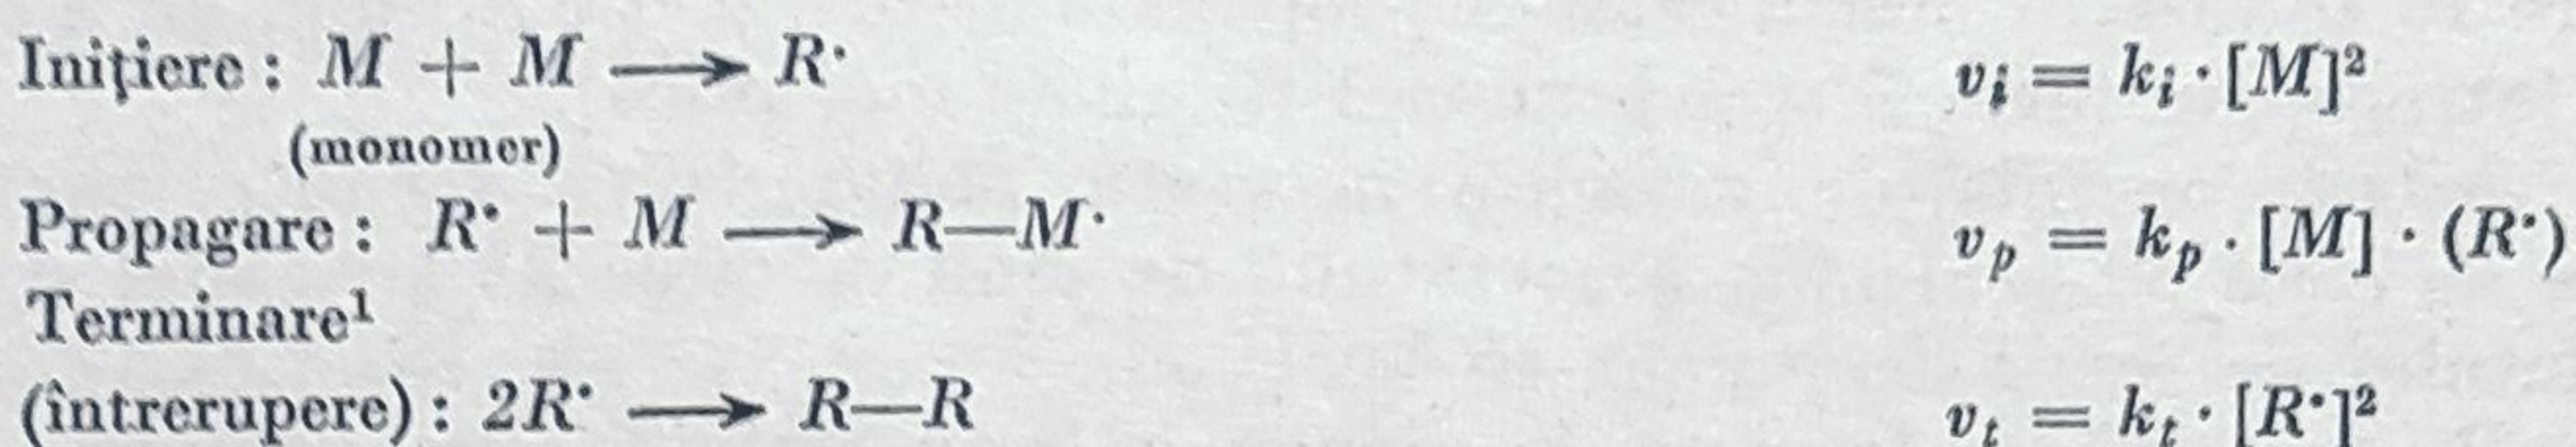 Inițiere : M + M ⟶ R· vᵢ = kᵢ · [M]²
(monomer)
Propagare : R· + M ⟶ R—M· vₚ = kₚ · [M] · (R·)
Terminare¹
(întrerupere) : 2R· ⟶ R—R vₜ = kₜ · [R·]²